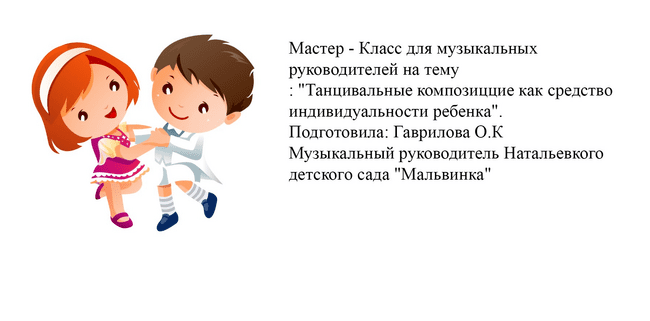 Мастер - Класс для музыкальных
руководителей на тему
: "Танцивальные композиццие как средство
индивидуальности ребенка".
Подготовила: Гаврилова О.К
Музыкальный руководитель Натальевкого
детского сада "Мальвинка"